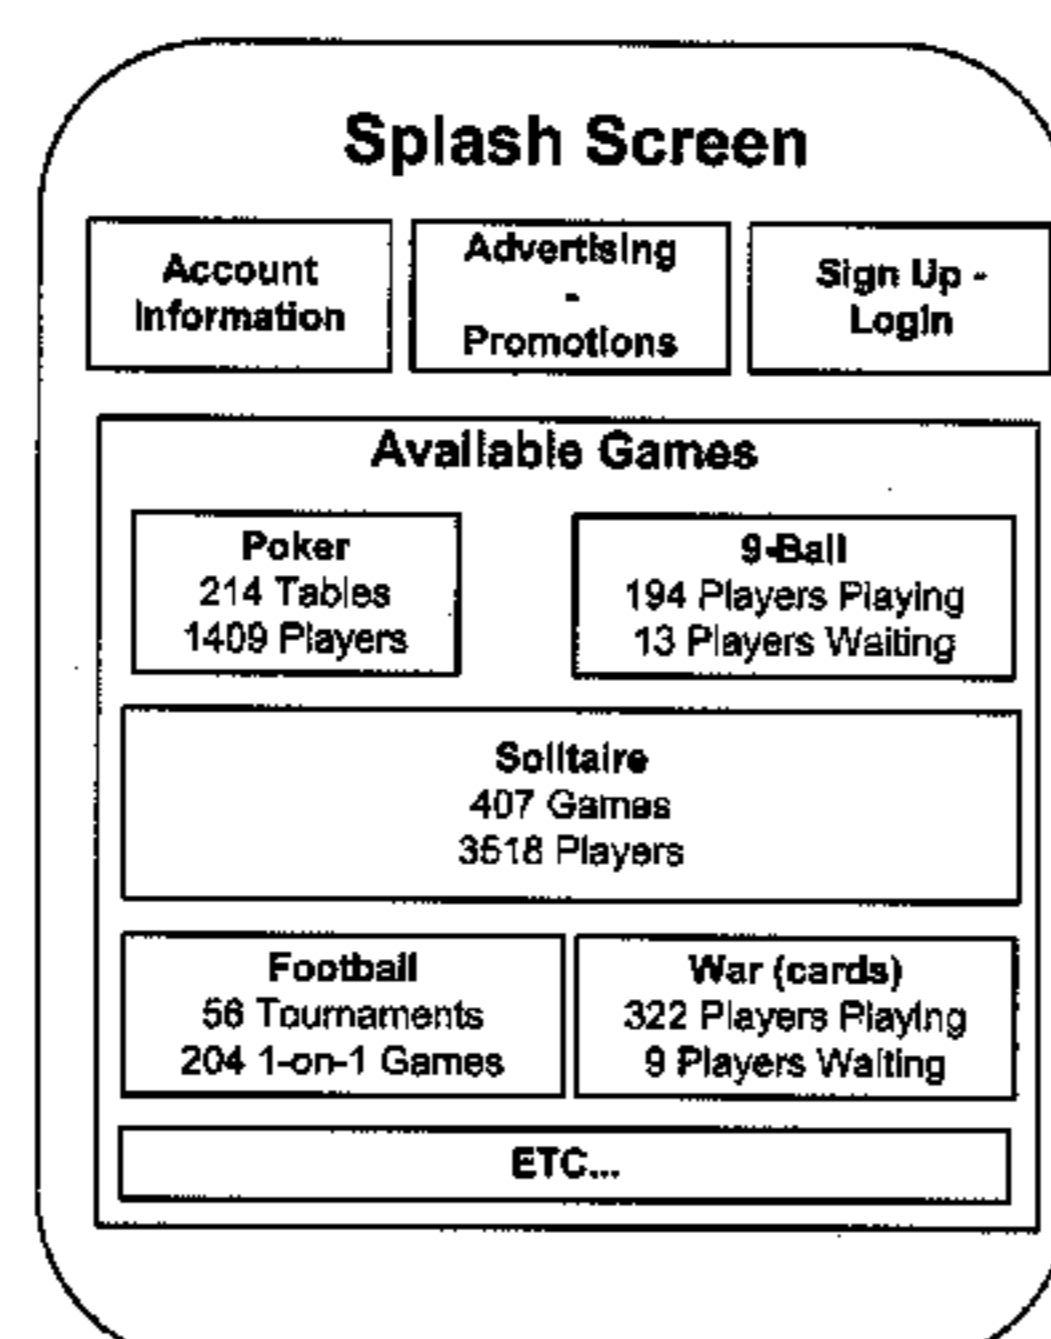 Splash Screen
Account
Information
Advertising
-
Promotions
Sign Up -
Login
Available Games
Poker
214 Tables
1409 Players
9-Ball
194 Players Playing
13 Players Waiting
Solitaire
407 Games
3518 Players
Football
56 Tournaments
204 1-on-1 Games
War (cards)
322 Players Playing
9 Players Waiting
ETC...